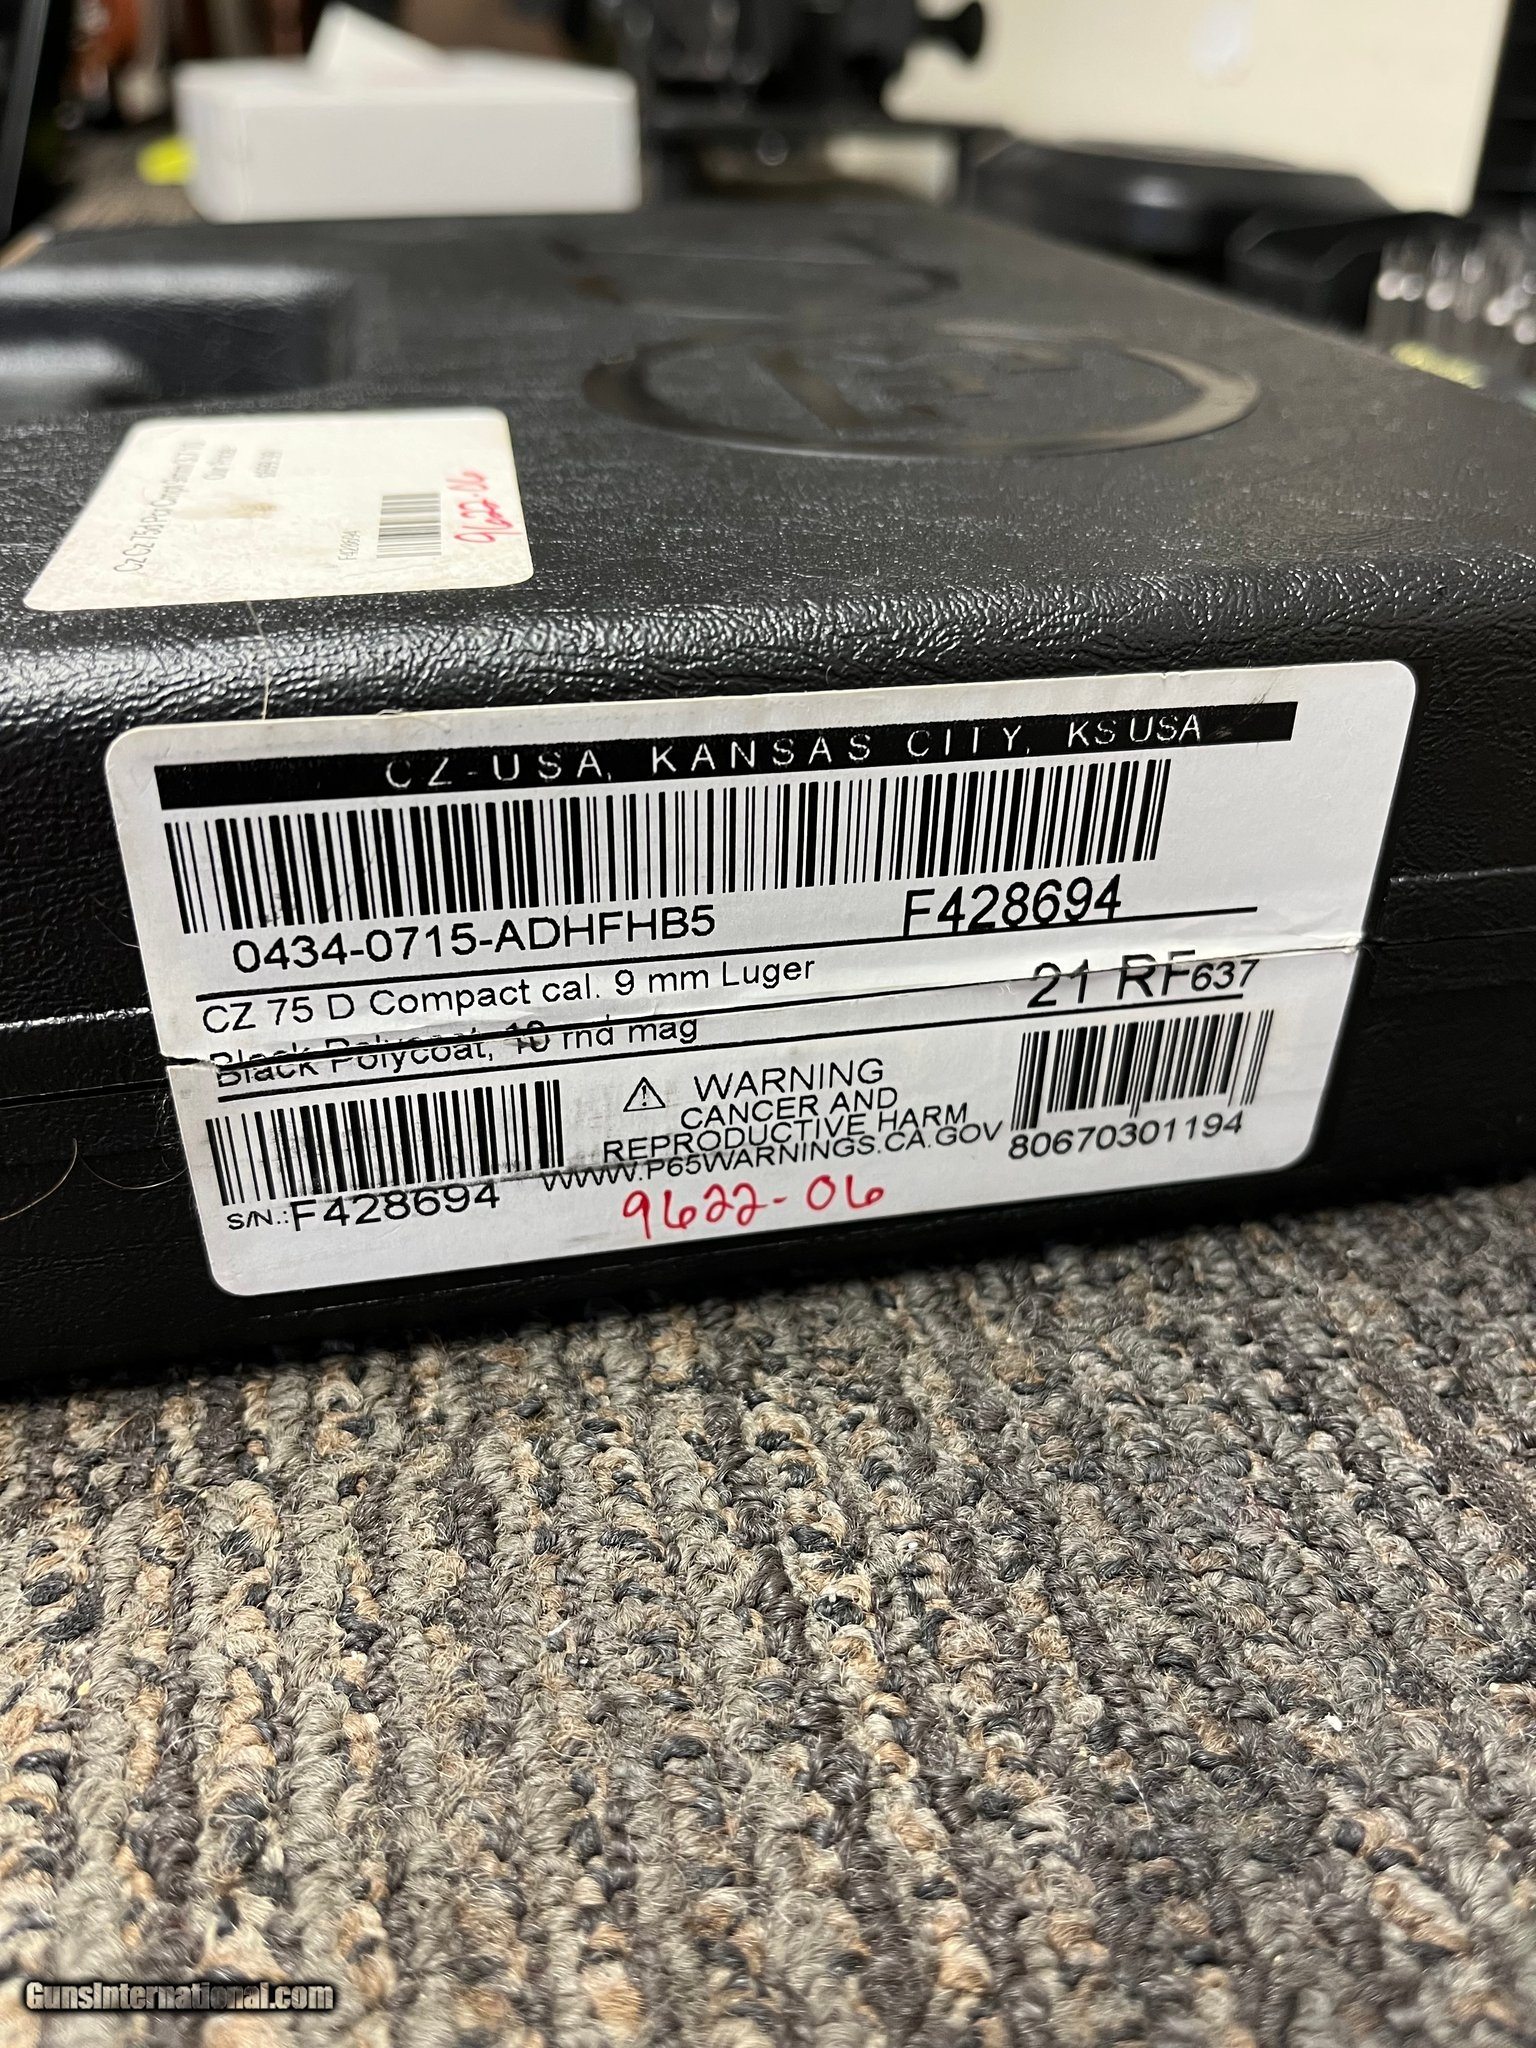 F428694
9622-06
CZ-USA, KANSAS CITY, KS USA
0434-0715-ADHFHB5 F428694
CZ 75 D Compact cal. 9 mm Luger 21 RF637
Black Polycoat, 10 rnd mag
⚠ WARNING
CANCER AND
REPRODUCTIVE HARM
WWW.P65WARNINGS.CA.GOV
80670301194
S/N.:F428694
9622-06
GunsInternational.com